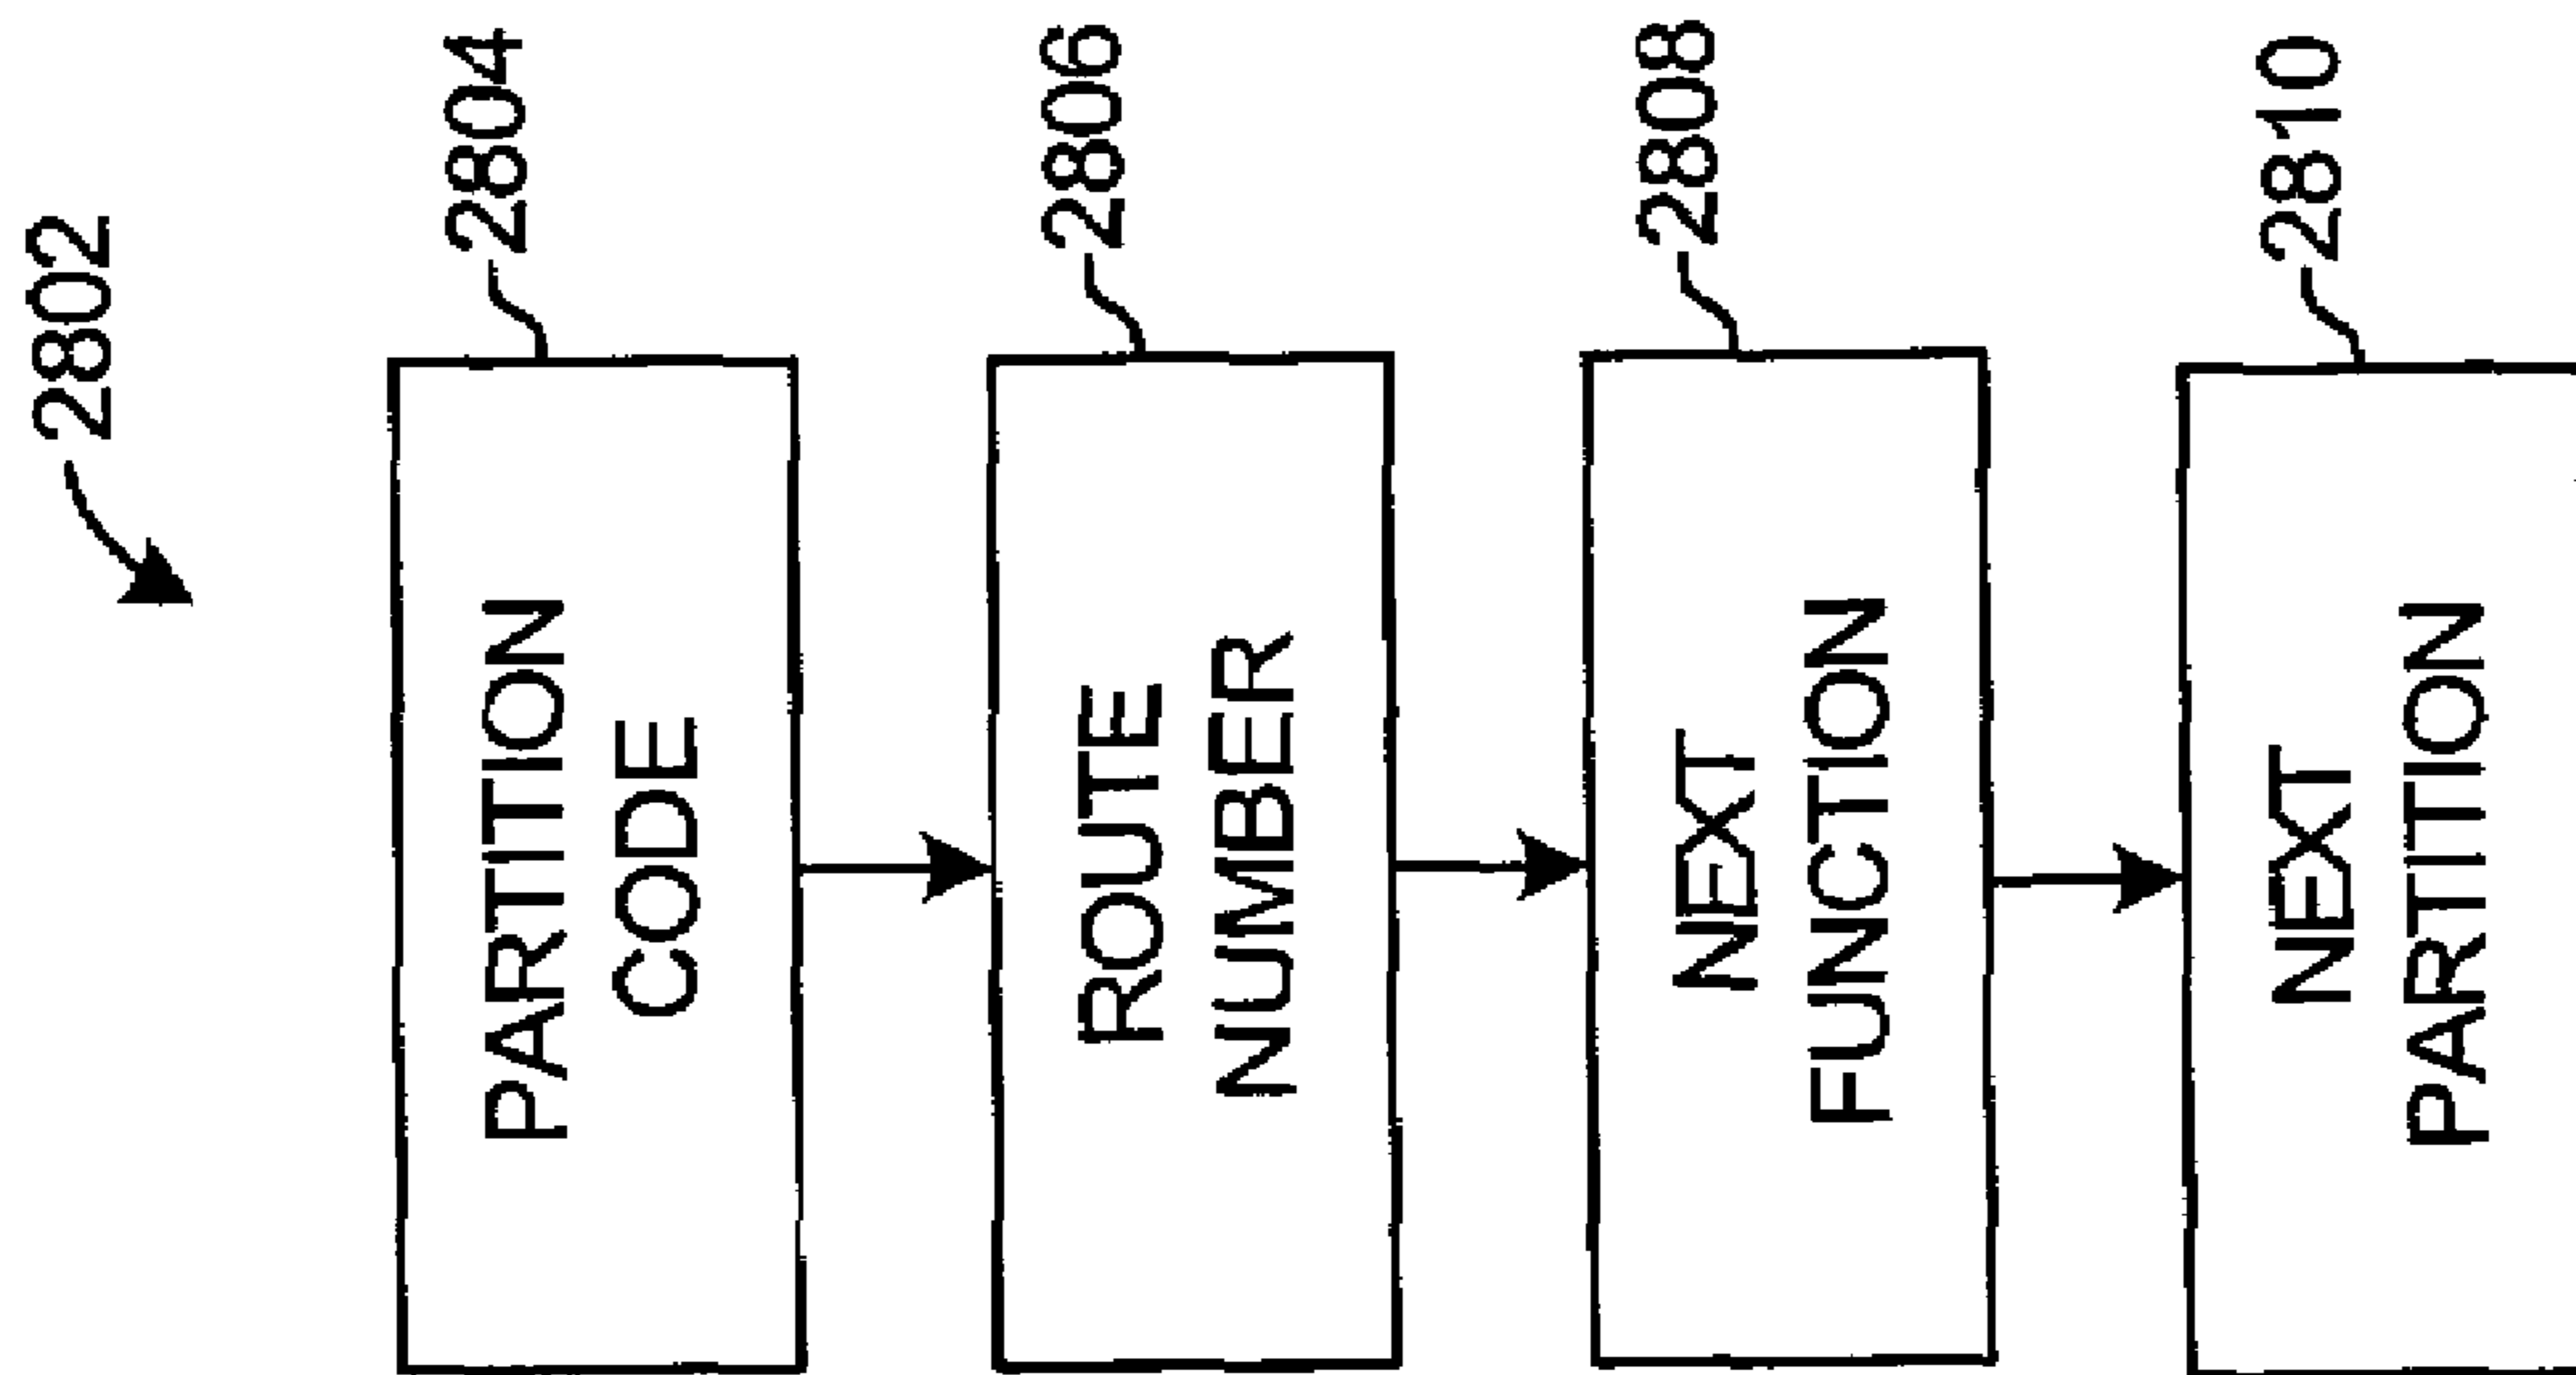 2802
PARTITION
CODE
2804
ROUTE
NUMBER
2806
NEXT
FUNCTION
2808
NEXT
PARTITION
2810